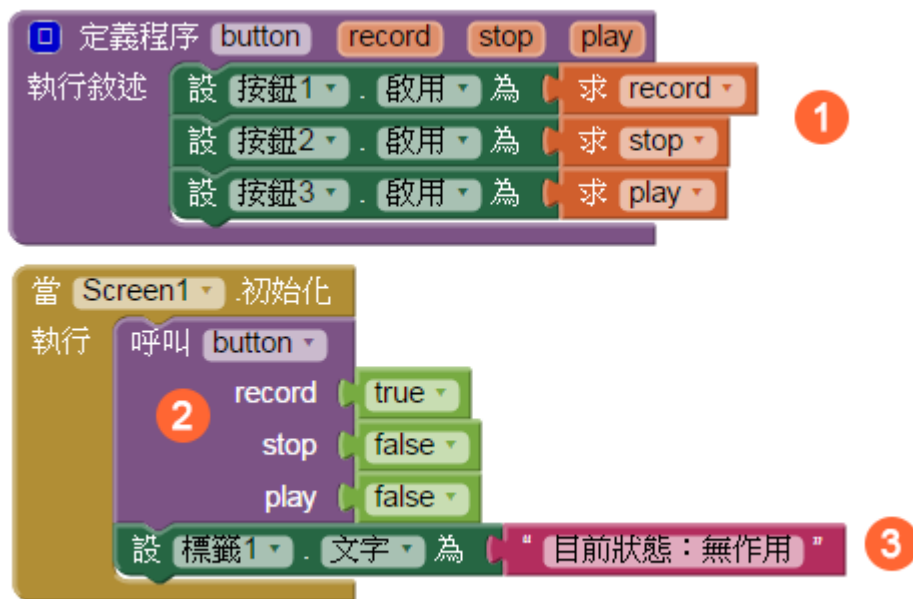 定義程序 button record stop play
執行敘述 設 按鈕1 . 啟用 為 求 record
設 按鈕2 . 啟用 為 求 stop
設 按鈕3 . 啟用 為 求 play
1
當 Screen1 .初始化
執行 呼叫 button
record true
stop false
play false
2
設 標籤1 . 文字 為 " 目前狀態：無作用 "
3